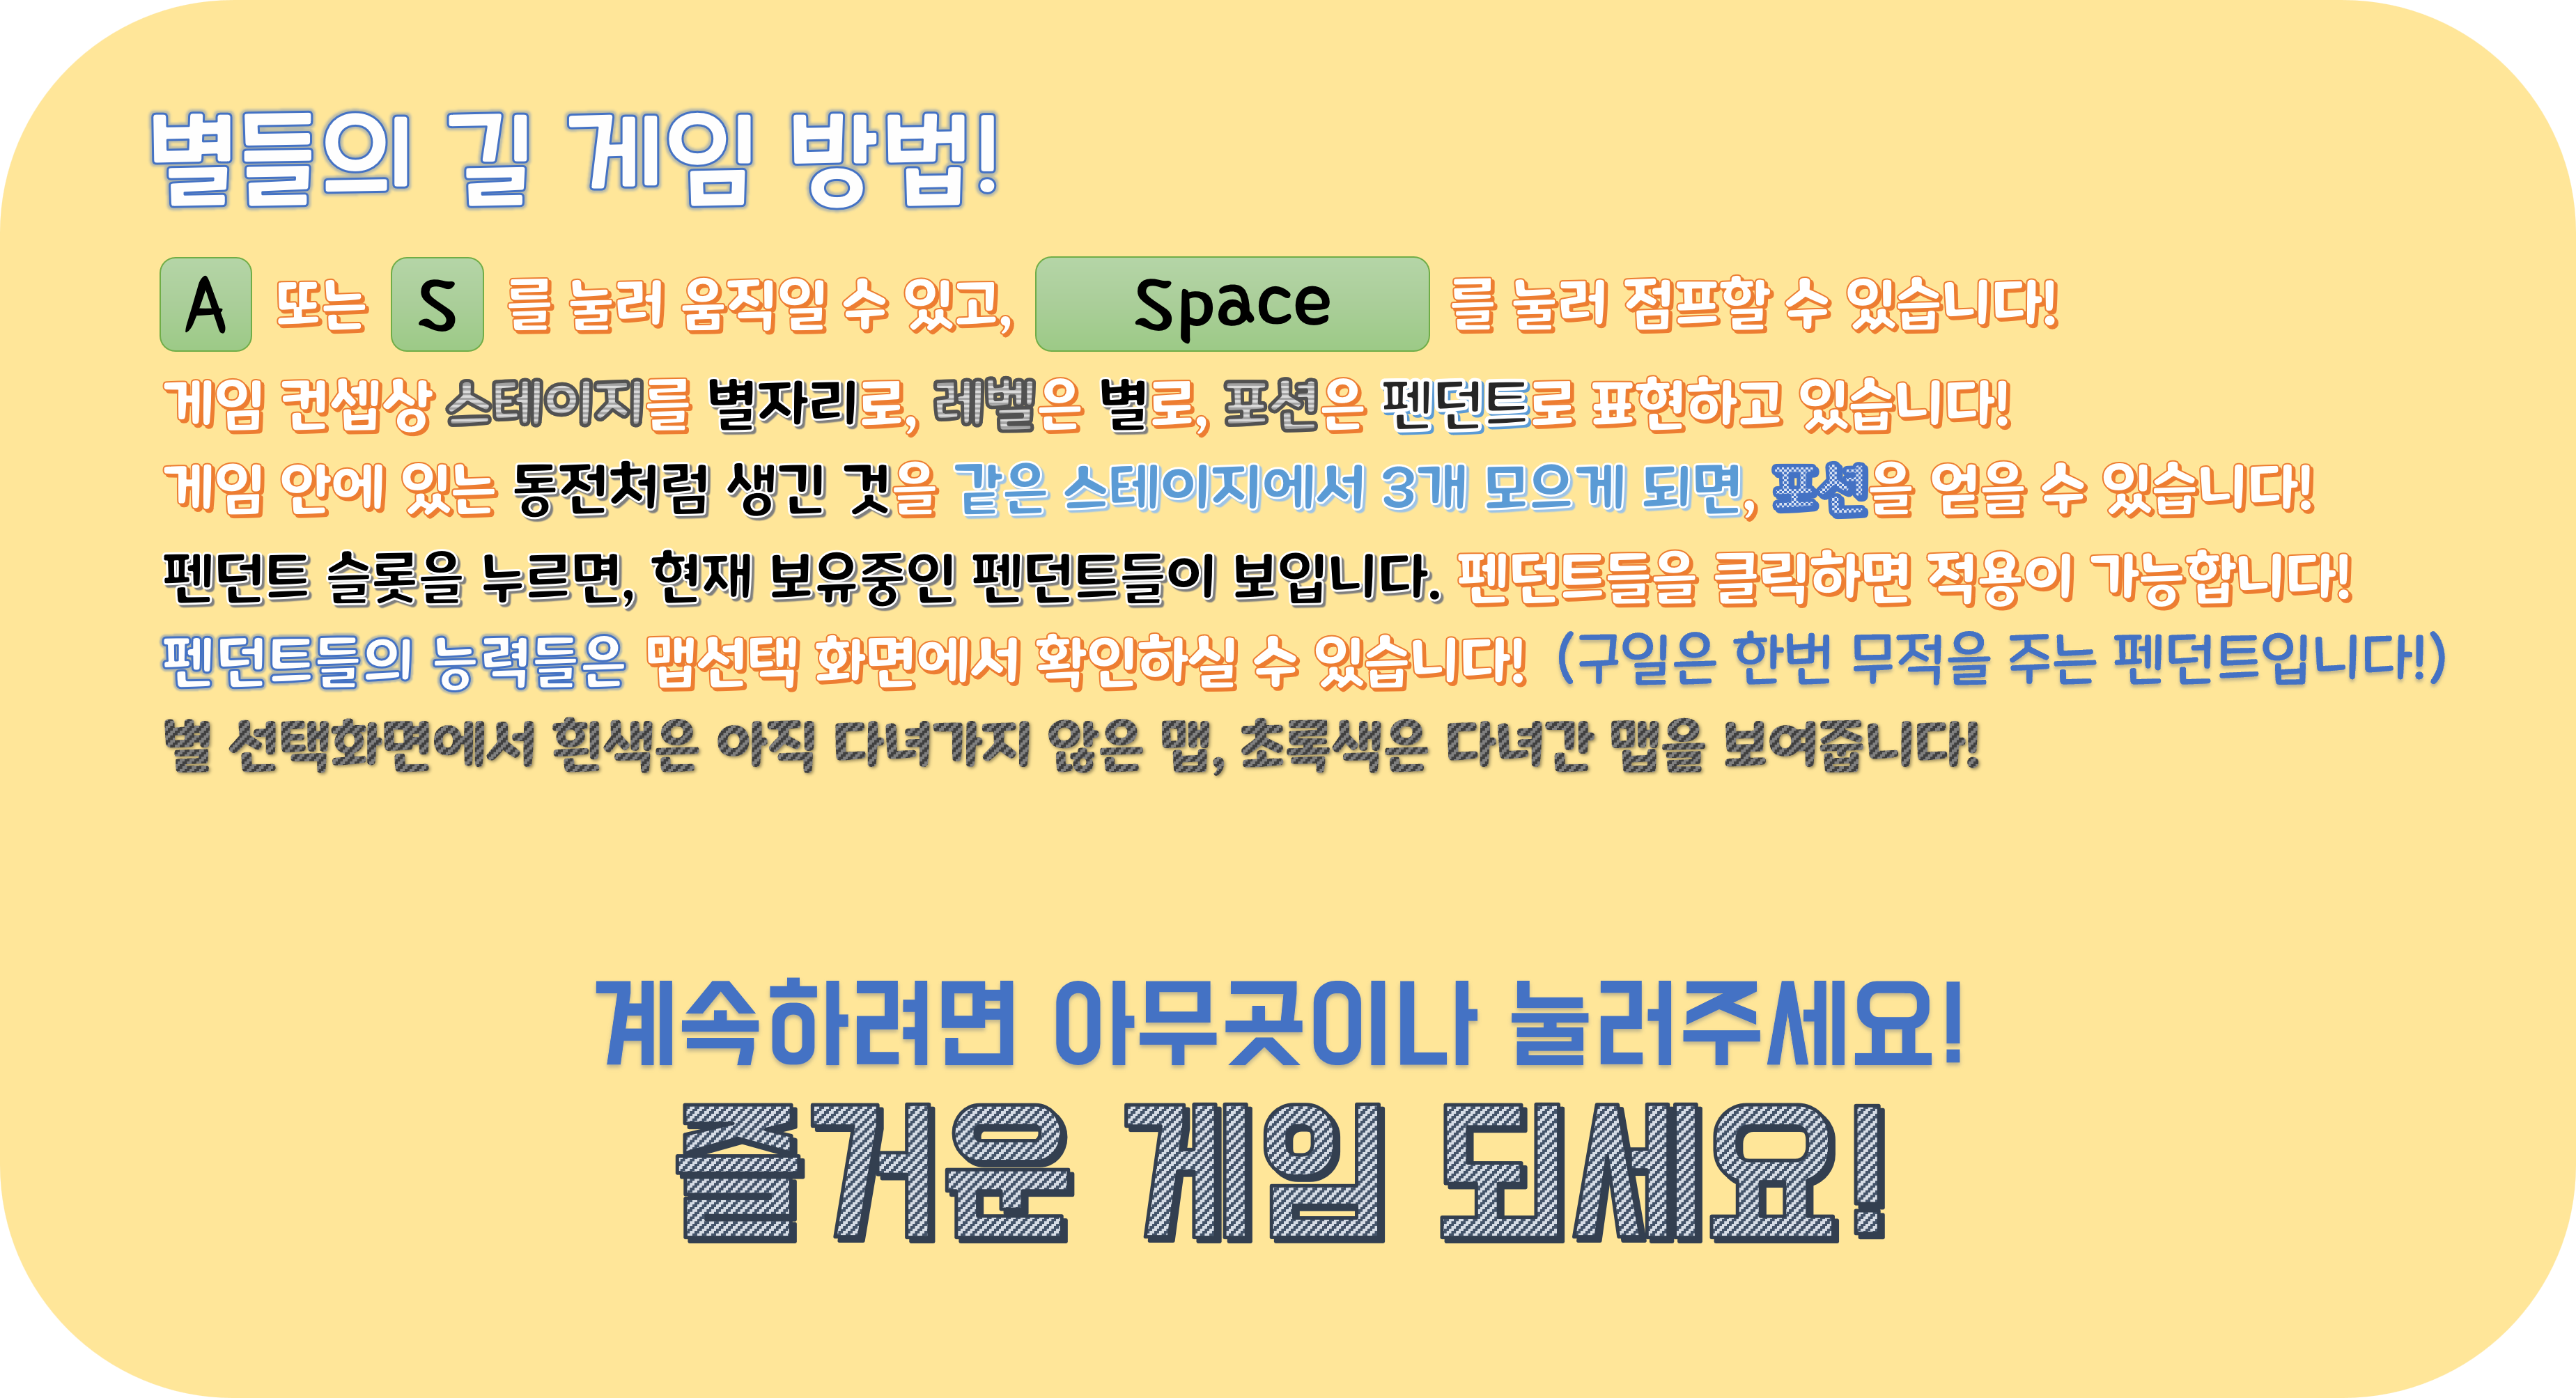 별들의 길 게임 방법!
A 또는 S 를 눌러 움직일 수 있고, Space 를 눌러 점프할 수 있습니다!
게임 컨셉상 스테이지를 별자리로, 레벨은 별로, 포션은 펜던트로 표현하고 있습니다!
게임 안에 있는 동전처럼 생긴 것을 같은 스테이지에서 3개 모으게 되면, 포션을 얻을 수 있습니다!
펜던트 슬롯을 누르면, 현재 보유중인 펜던트들이 보입니다. 펜던트들을 클릭하면 적용이 가능합니다!
펜던트들의 능력들은 맵선택 화면에서 확인하실 수 있습니다! (구일은 한번 무적을 주는 펜던트입니다!)
별 선택화면에서 흰색은 아직 다녀가지 않은 맵, 초록색은 다녀간 맵을 보여줍니다!
계속하려면 아무곳이나 눌러주세요!
즐거운 게임 되세요!